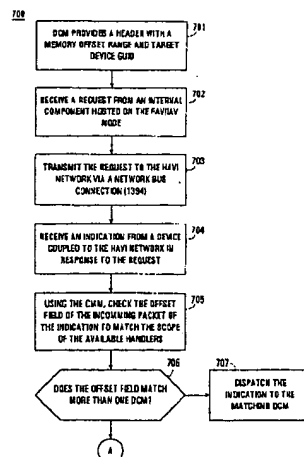 700
DCM PROVIDES A HEADER WITH A
MEMORY OFFSET RANGE AND TARGET
DEVICE GUID
701
RECEIVE A REQUEST FROM AN INTERNAL
COMPONENT HOSTED ON THE FAV/IAV
NODE
702
TRANSMIT THE REQUEST TO THE HAVI
NETWORK VIA A NETWORK BUS
CONNECTION (1394)
703
RECEIVE AN INDICATION FROM A DEVICE
COUPLED TO THE HAVI NETWORK IN
RESPONSE TO THE REQUEST
704
USING THE CMM, CHECK THE OFFSET
FIELD OF THE INCOMMING PACKET OF
THE INDICATION TO MATCH THE SCOPE
OF THE AVAILABLE HANDLERS
705
DOES THE OFFSET FIELD MATCH
MORE THAN ONE DCM?
706
DISPATCH THE
INDICATION TO THE
MATCHING DCM
707
A